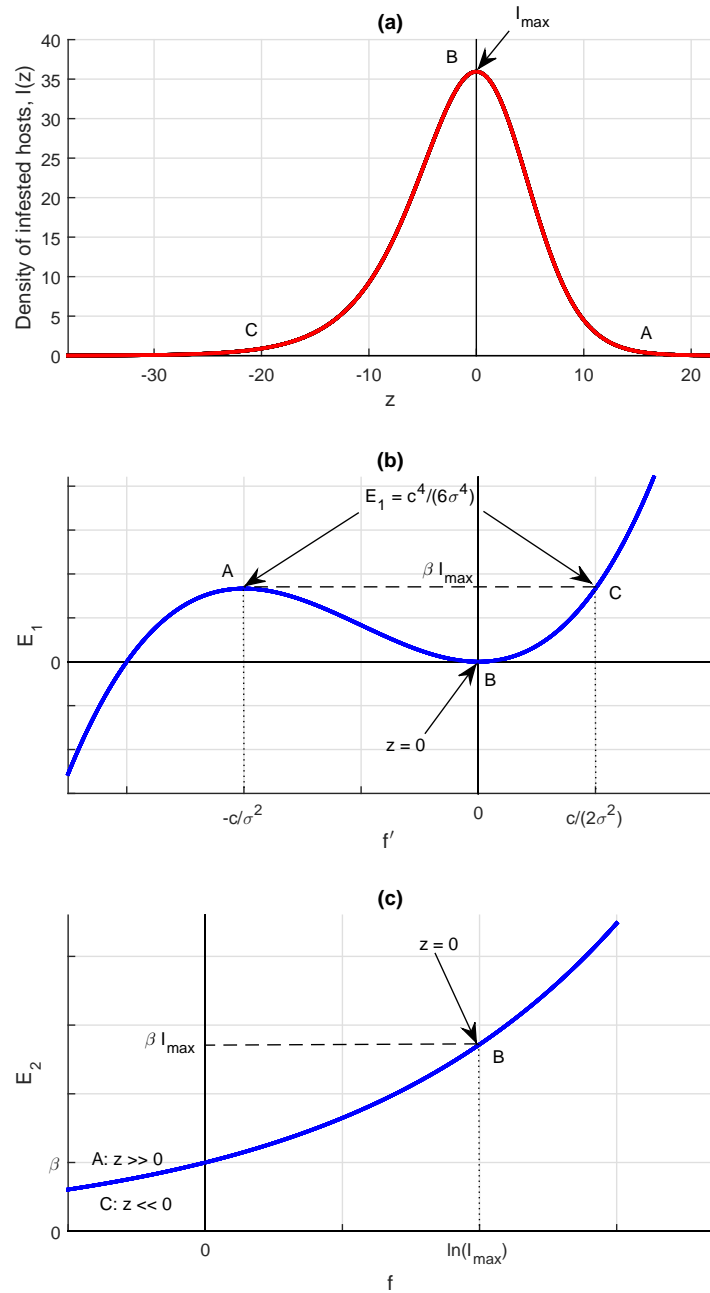 (a)
I_max
B
40
35
30
25
20
15
10
5
0
Density of infested hosts, I(z)
C
A
-30
-20
-10
0
10
20
z
(b)
E_1 = c^4/(6σ^4)
A
β I_max
C
E_1
0
B
z = 0
-c/σ^2
0
c/(2σ^2)
f'
(c)
z = 0
β I_max
B
E_2
β
A: z >> 0
C: z << 0
0
0
ln(I_max)
f